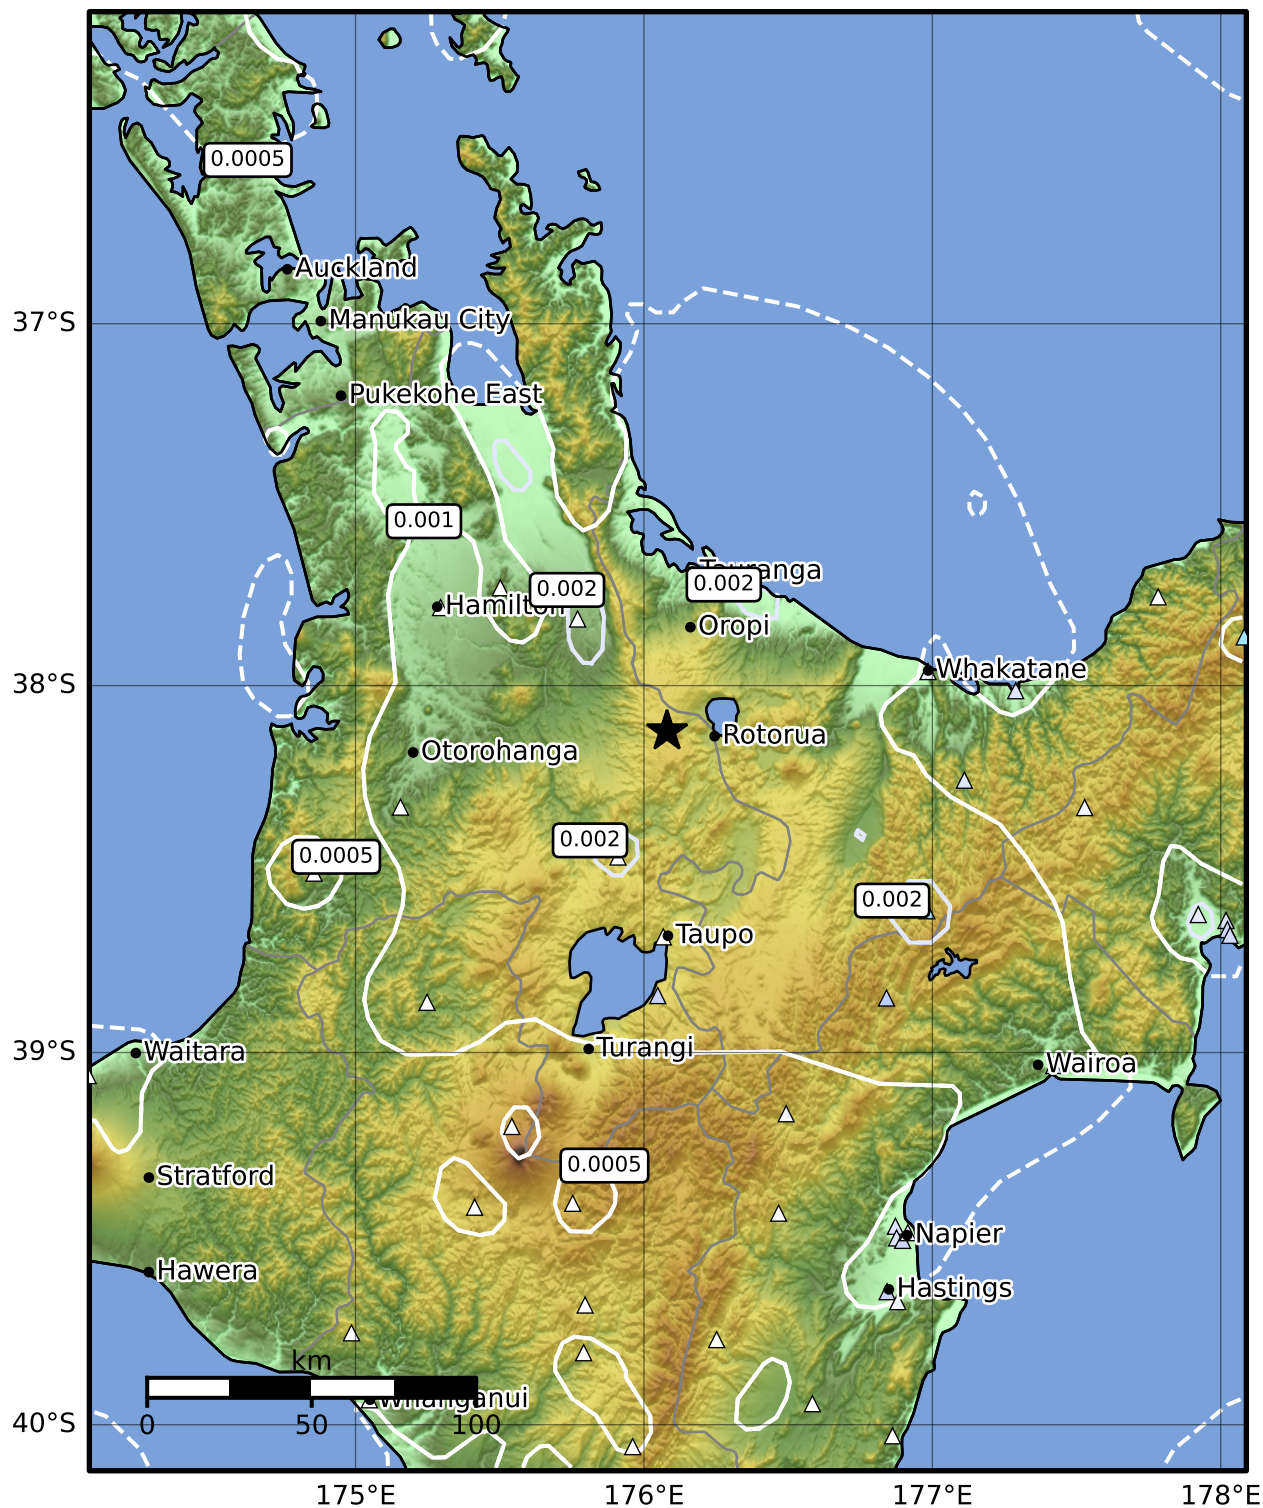 0.0005
Auckland
37°S
Manukau City
Pukekohe East
0.001
Tauranga
0.002
0.002
Hamilton
Oropi
Whakatane
38°S
Rotorua
Otorohanga
0.002
0.0005
0.002
Taupo
39°S
Waitara
Turangi
Wairoa
0.0005
Stratford
Napier
Hawera
Hastings
km
Whanganui
0 50 100
40°S
175°E 176°E 177°E 178°E